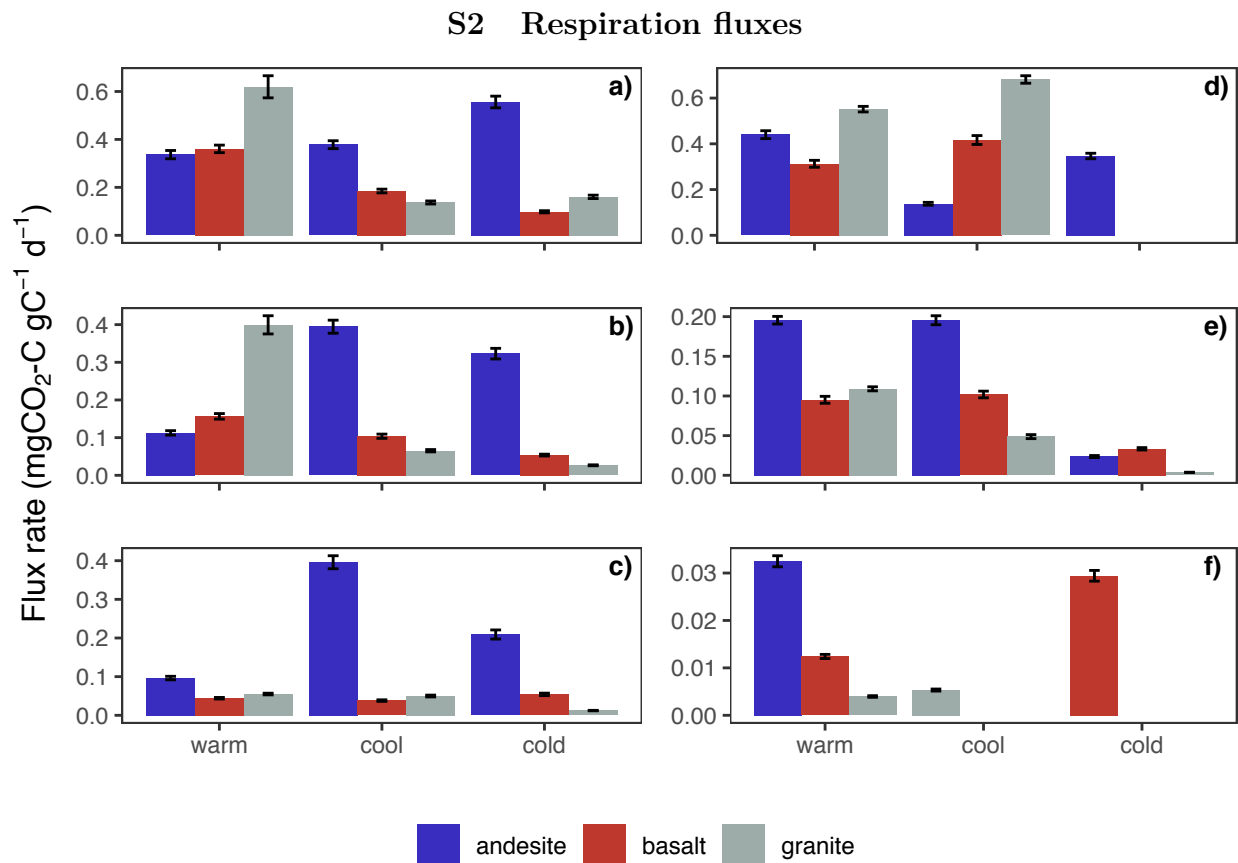 S2 Respiration fluxes
Flux rate (mgCO₂-C gC⁻¹ d⁻¹)
a)
0.6
0.4
0.2
0.0
d)
0.6
0.4
0.2
0.0
b)
0.4
0.3
0.2
0.1
0.0
e)
0.20
0.15
0.10
0.05
0.00
c)
0.4
0.3
0.2
0.1
0.0
f)
0.03
0.02
0.01
0.00
warm cool cold
warm cool cold
andesite basalt granite